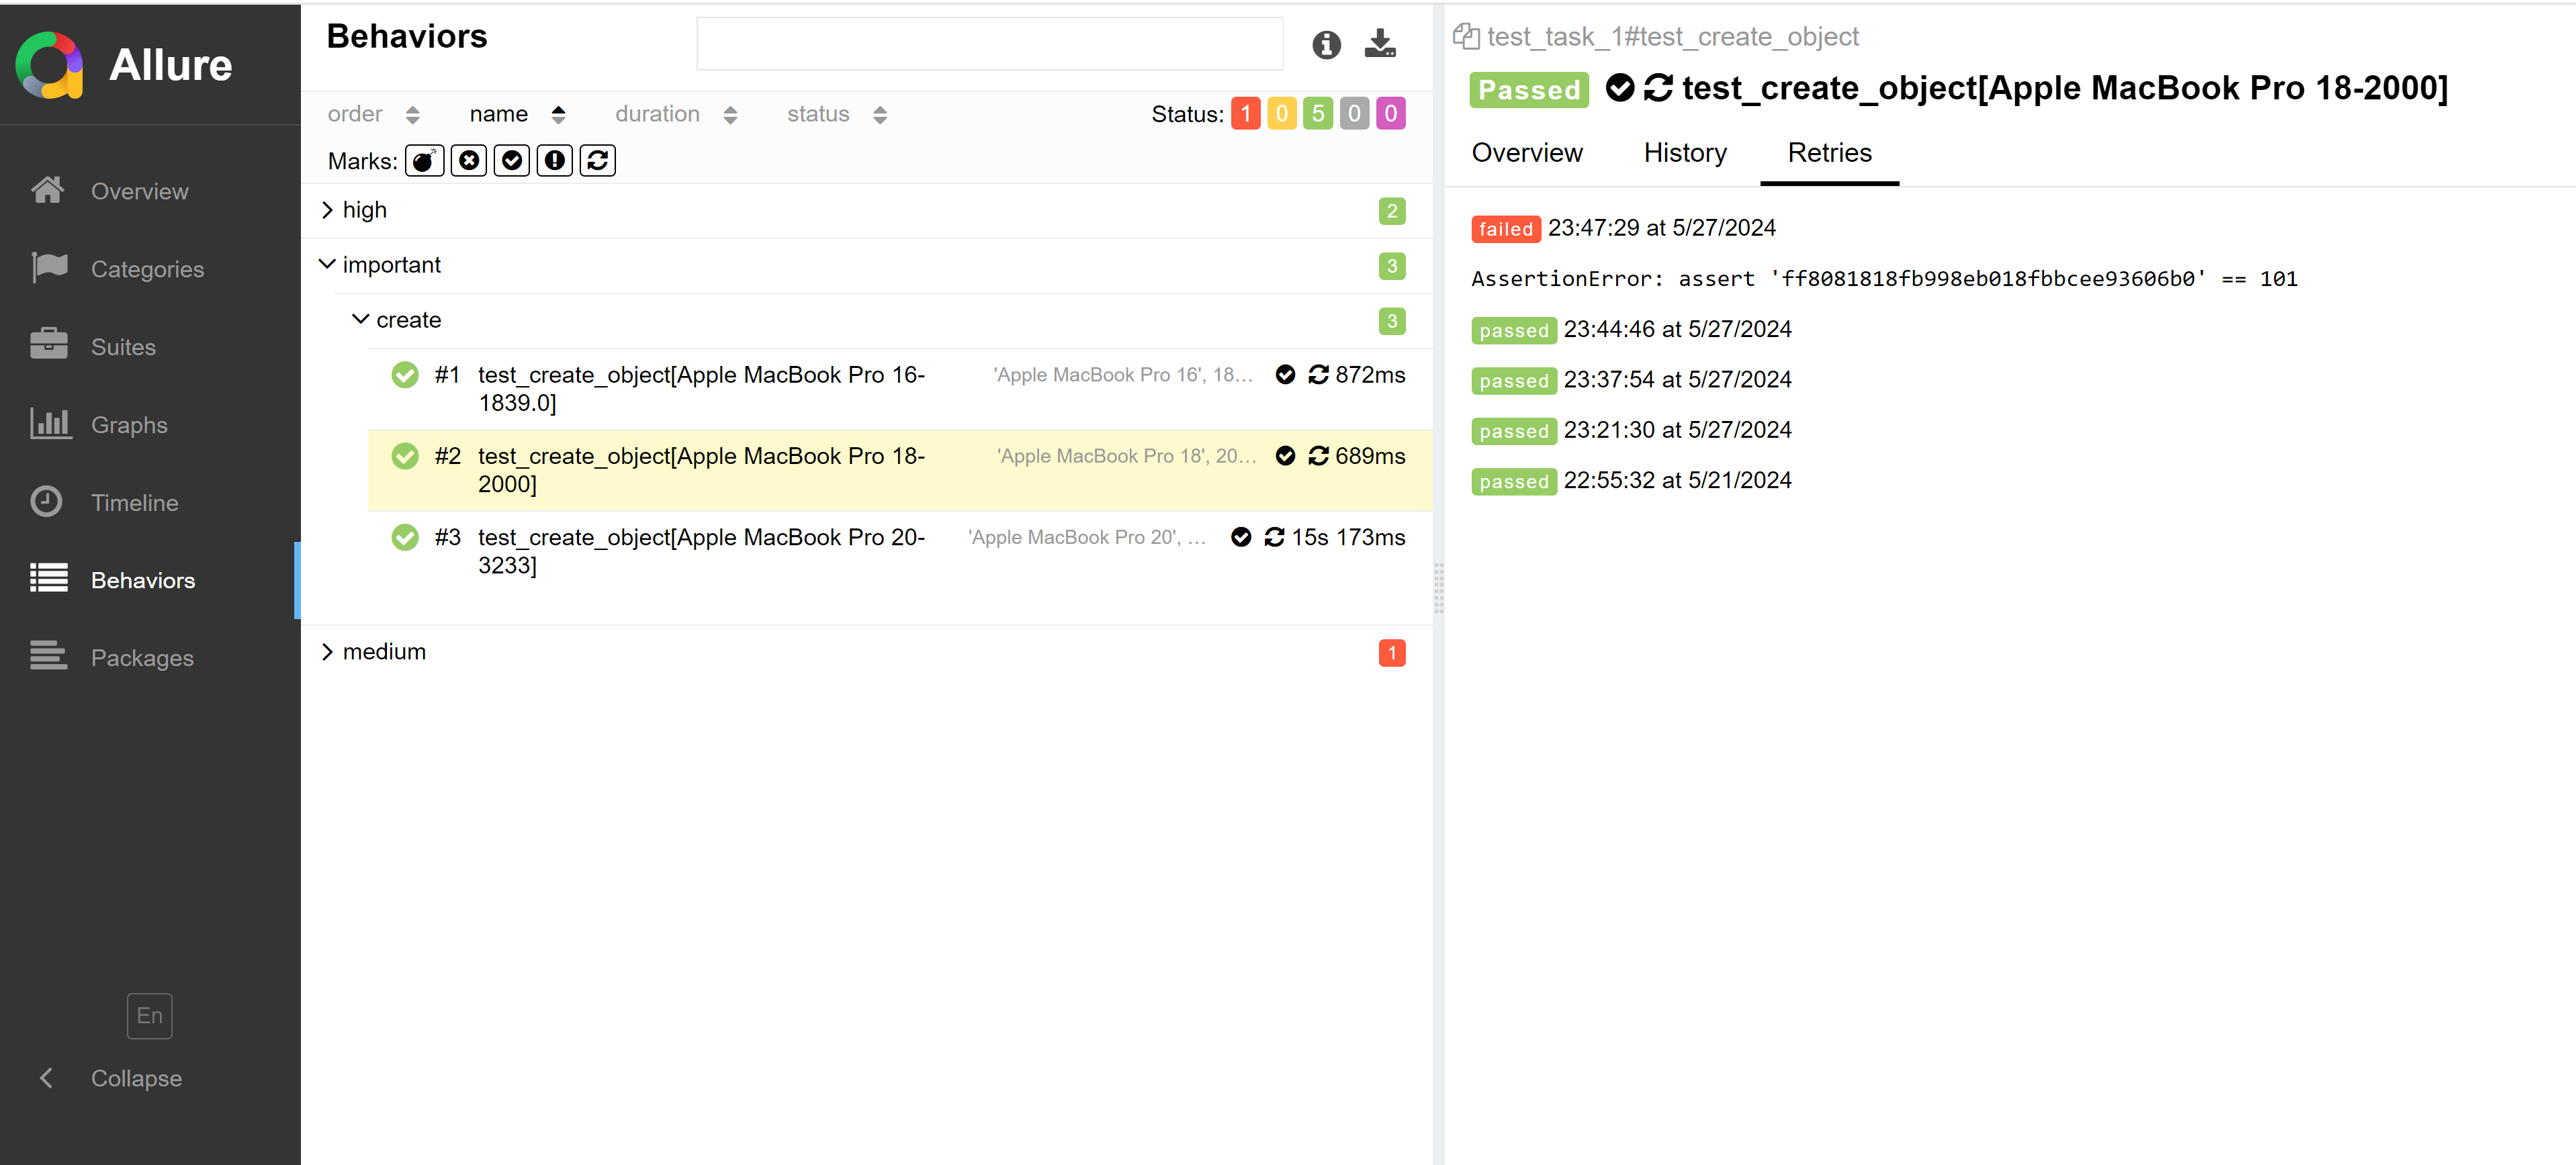 Allure
Overview
Categories
Suites
Graphs
Timeline
Behaviors
Packages
En
Collapse
Behaviors
order name duration status Status: 1 0 5 0 0
Marks:
high 2
important 3
create 3
#1 test_create_object[Apple MacBook Pro 16- 'Apple MacBook Pro 16', 18... 872ms
1839.0]
#2 test_create_object[Apple MacBook Pro 18- 'Apple MacBook Pro 18', 20... 689ms
2000]
#3 test_create_object[Apple MacBook Pro 20- 'Apple MacBook Pro 20', ... 15s 173ms
3233]
medium 1
test_task_1#test_create_object
Passed test_create_object[Apple MacBook Pro 18-2000]
Overview History Retries
failed 23:47:29 at 5/27/2024
AssertionError: assert 'ff8081818fb998eb018fbbcee93606b0' == 101
passed 23:44:46 at 5/27/2024
passed 23:37:54 at 5/27/2024
passed 23:21:30 at 5/27/2024
passed 22:55:32 at 5/21/2024